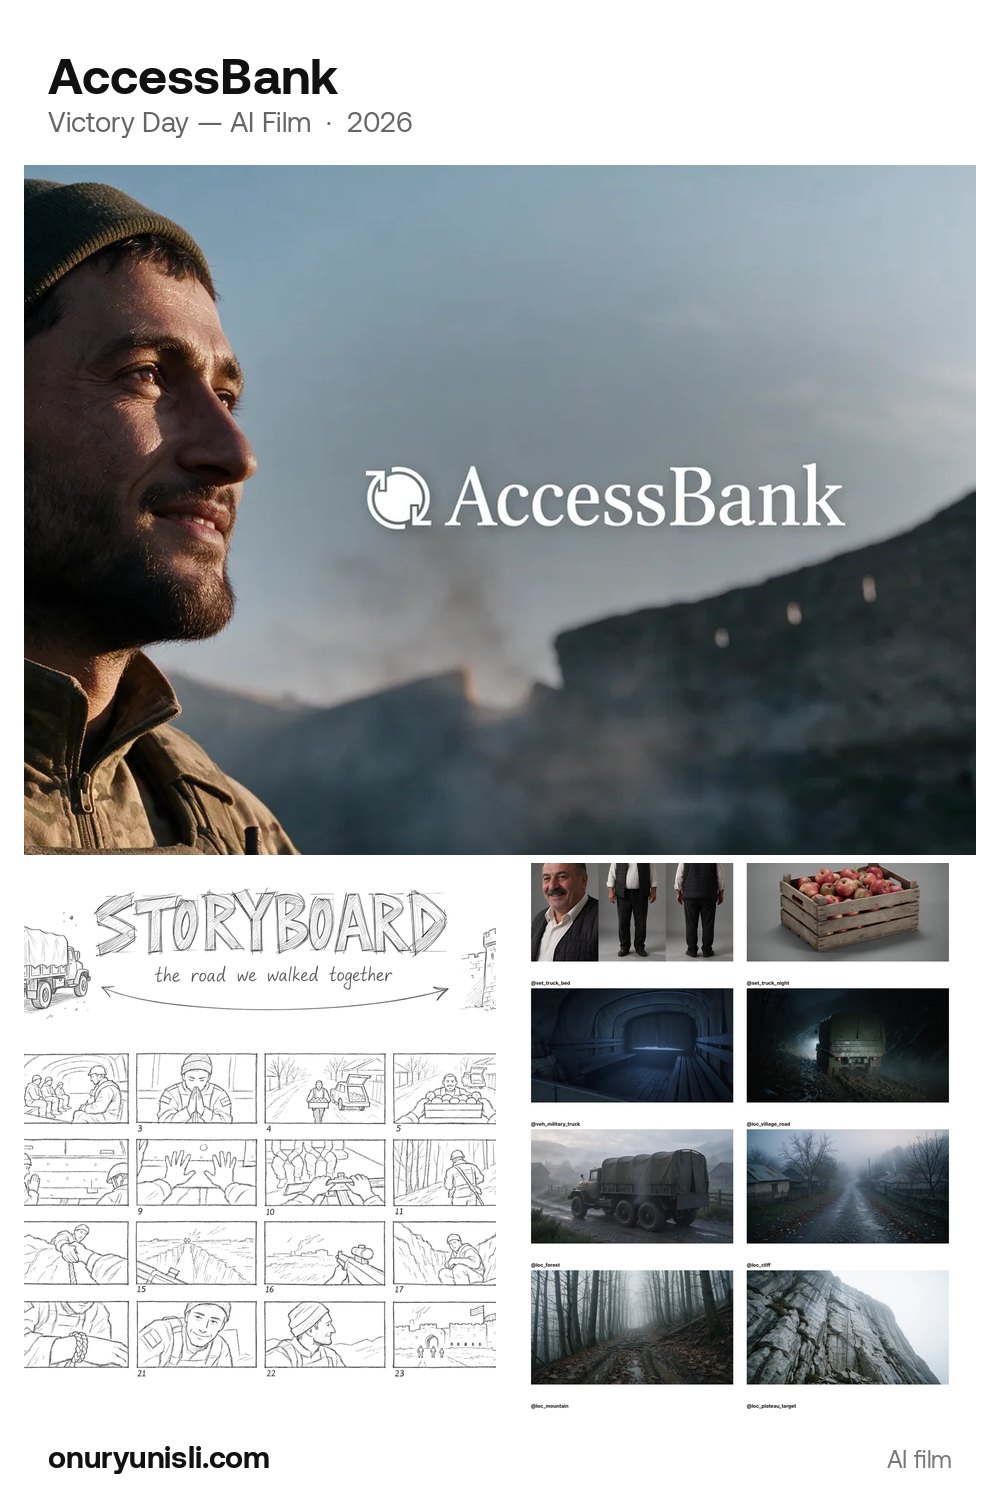 AccessBank
Victory Day — AI Film · 2026
AccessBank
STORYBOARD
the road we walked together
3
4
5
9
10
11
15
16
17
21
22
23
@set_truck_bed
@set_truck_night
@veh_military_truck
@loc_village_road
@loc_forest
@loc_cliff
@loc_mountain
@loc_plateau_target
onuryunisli.com
AI film